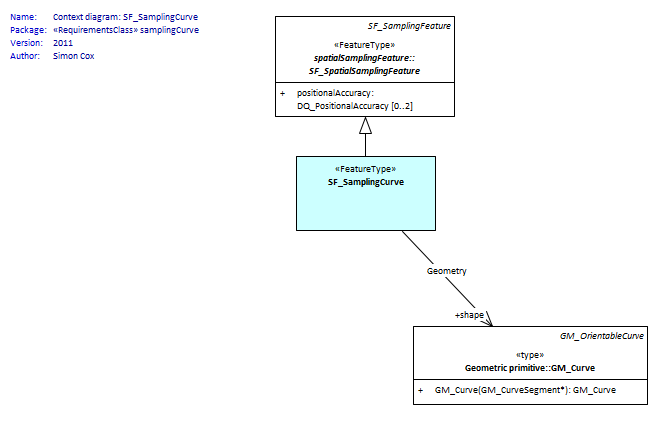 Name: Context diagram: SF_SamplingCurve
Package: «RequirementsClass» samplingCurve
Version: 2011
Author: Simon Cox
SF_SamplingFeature
«FeatureType»
spatialSamplingFeature::
SF_SpatialSamplingFeature
+ positionalAccuracy:
DQ_PositionalAccuracy [0..2]
«FeatureType»
SF_SamplingCurve
Geometry
+shape
GM_OrientableCurve
«type»
Geometric primitive::GM_Curve
+ GM_Curve(GM_CurveSegment*): GM_Curve